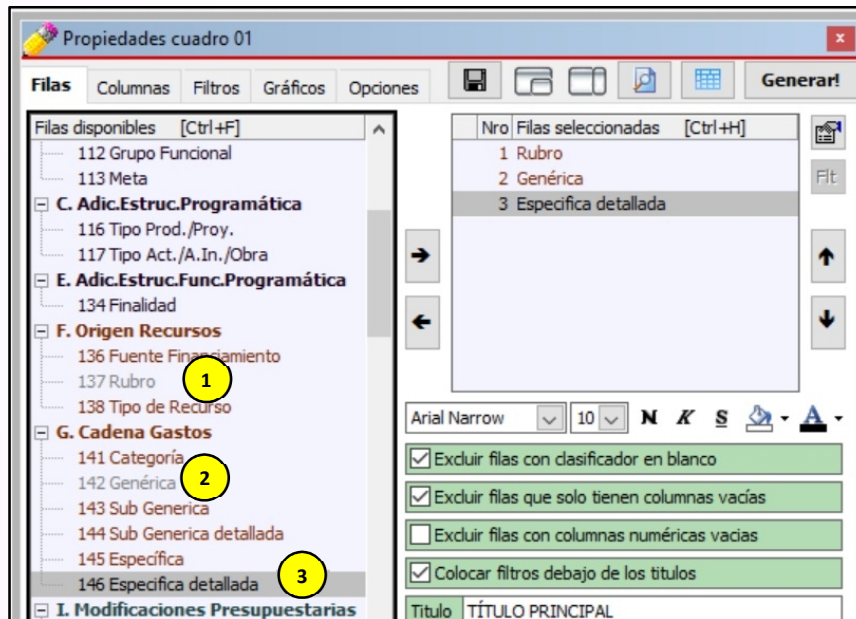 Propiedades cuadro 01
x
Filas Columnas Filtros Gráficos Opciones Generar!
Filas disponibles [Ctrl+F]
112 Grupo Funcional
113 Meta
C. Adic.Estruc.Programática
116 Tipo Prod./Proy.
117 Tipo Act./A.In./Obra
E. Adic.Estruc.Func.Programática
134 Finalidad
F. Origen Recursos
136 Fuente Financiamiento
137 Rubro 1
138 Tipo de Recurso
G. Cadena Gastos
141 Categoría
142 Genérica 2
143 Sub Generica
144 Sub Generica detallada
145 Específica
146 Especifica detallada 3
I. Modificaciones Presupuestarias
Nro Filas seleccionadas [Ctrl+H]
1 Rubro
2 Genérica
3 Especifica detallada
Flt
Arial Narrow 10 N K S A
Excluir filas con clasificador en blanco
Excluir filas que solo tienen columnas vacías
Excluir filas con columnas numéricas vacias
Colocar filtros debajo de los titulos
Titulo TÍTULO PRINCIPAL